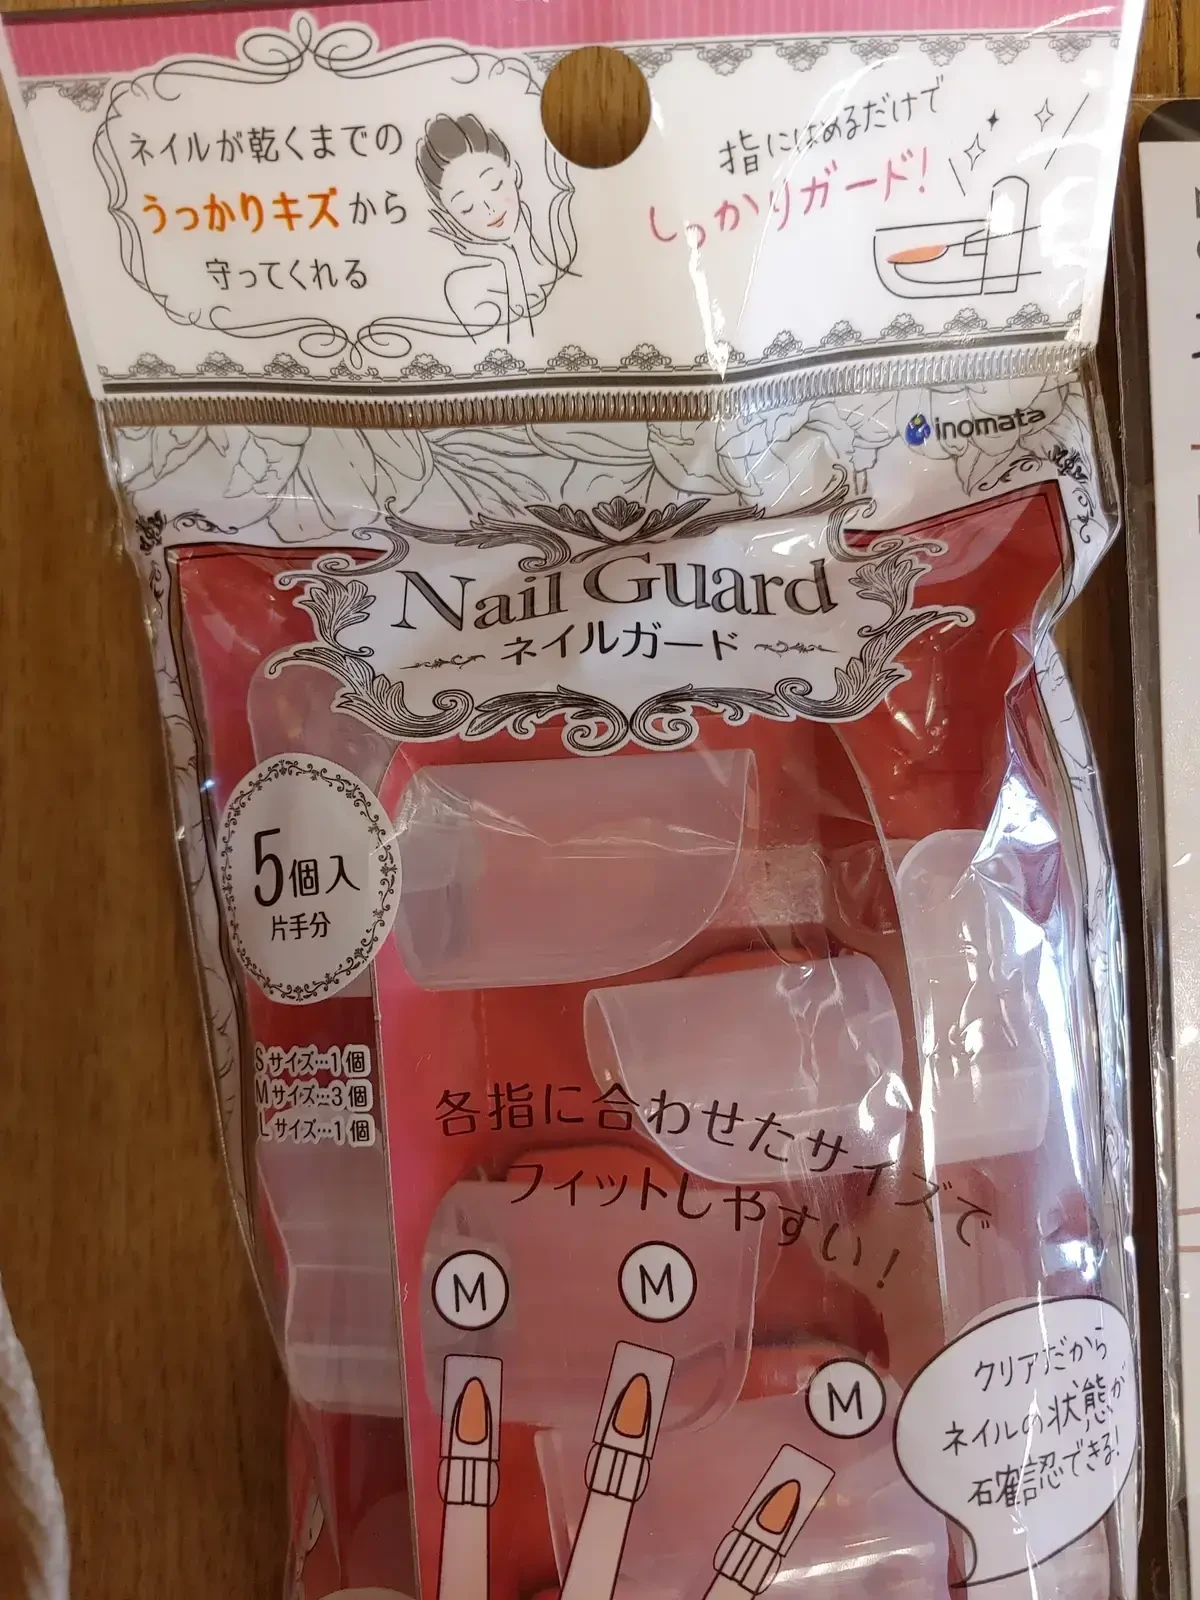 ネイルが乾くまでの
うっかりキズから
守ってくれる
指にはめるだけで
しっかりガード!
inomata
Nail Guard
ネイルガード
5個入
片手分
Sサイズ…1個
Mサイズ…3個
Lサイズ…1個
各指に合わせたサイズで
フィットしやすい!
M
M
M
クリアだから
ネイルの状態が
確認できる!